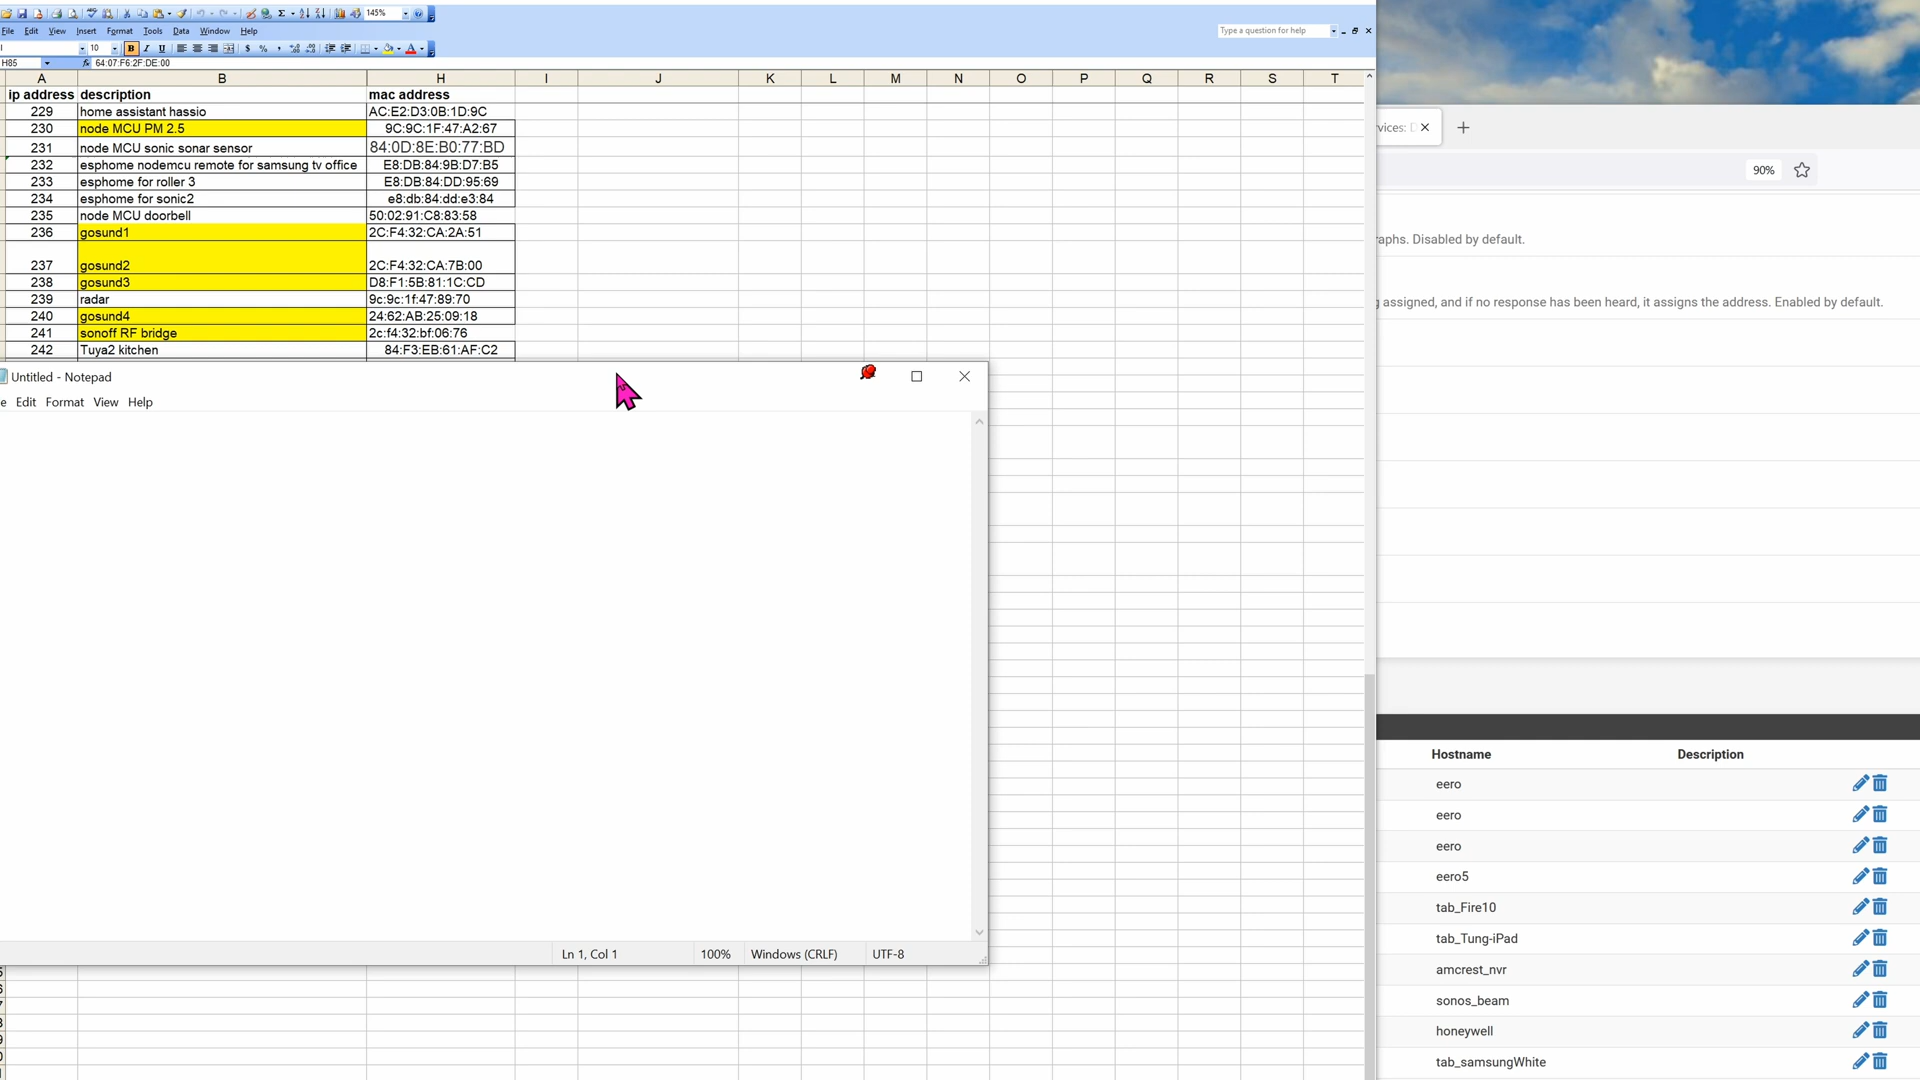 145%
File Edit View Insert Format Tools Data Window Help
Type a question for help
10 B I U $ % ,
H85 fx 64:07:F6:2F:DE:00
A B H I J K L M N O P Q R S T
ip address description mac address
229 home assistant hassio AC:E2:D3:0B:1D:9C
230 node MCU PM 2.5 9C:9C:1F:47:A2:67
231 node MCU sonic sonar sensor 84:0D:8E:B0:77:BD
232 esphome nodemcu remote for samsung tv office E8:DB:84:9B:D7:B5
233 esphome for roller 3 E8:DB:84:DD:95:69
234 esphome for sonic2 e8:db:84:dd:e3:84
235 node MCU doorbell 50:02:91:C8:83:58
236 gosund1 2C:F4:32:CA:2A:51
237 gosund2 2C:F4:32:CA:7B:00
238 gosund3 D8:F1:5B:81:1C:CD
239 radar 9c:9c:1f:47:89:70
240 gosund4 24:62:AB:25:09:18
241 sonoff RF bridge 2c:f4:32:bf:06:76
242 Tuya2 kitchen 84:F3:EB:61:AF:C2
Untitled - Notepad
e Edit Format View Help
Ln 1, Col 1 100% Windows (CRLF) UTF-8
vices:
90%
raphs. Disabled by default.
g assigned, and if no response has been heard, it assigns the address. Enabled by default.
Hostname Description
eero
eero
eero
eero5
tab_Fire10
tab_Tung-iPad
amcrest_nvr
sonos_beam
honeywell
tab_samsungWhite